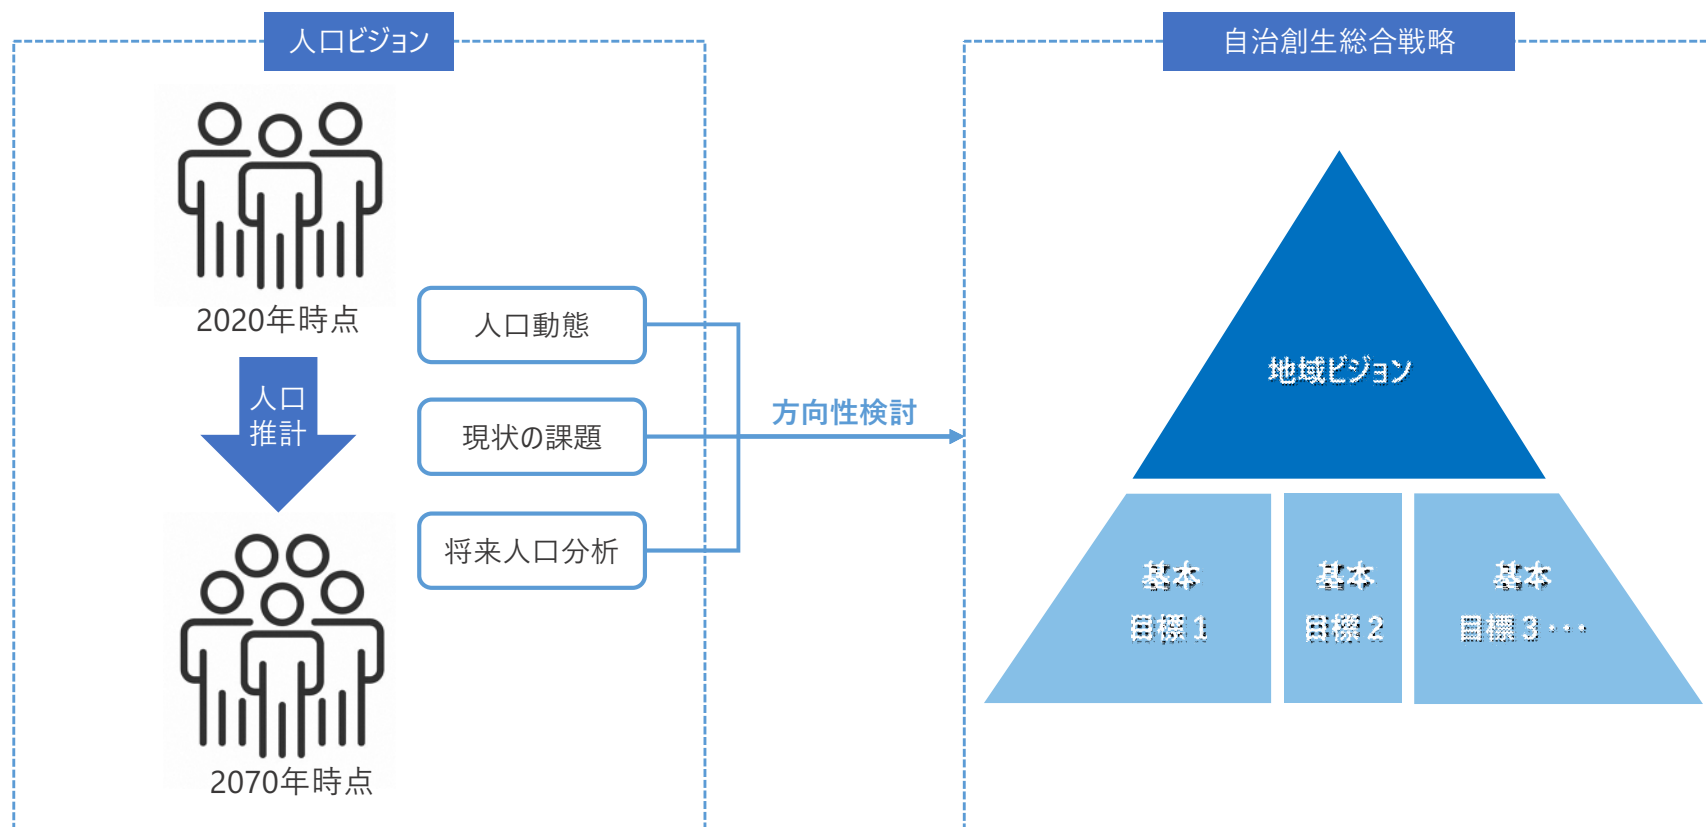 人口ビジョン
2020年時点
人口
推計
2070年時点
人口動態
現状の課題
将来人口分析
方向性検討
自治創生総合戦略
地域ビジョン
基本
目標1
基本
目標2
基本
目標3・・・